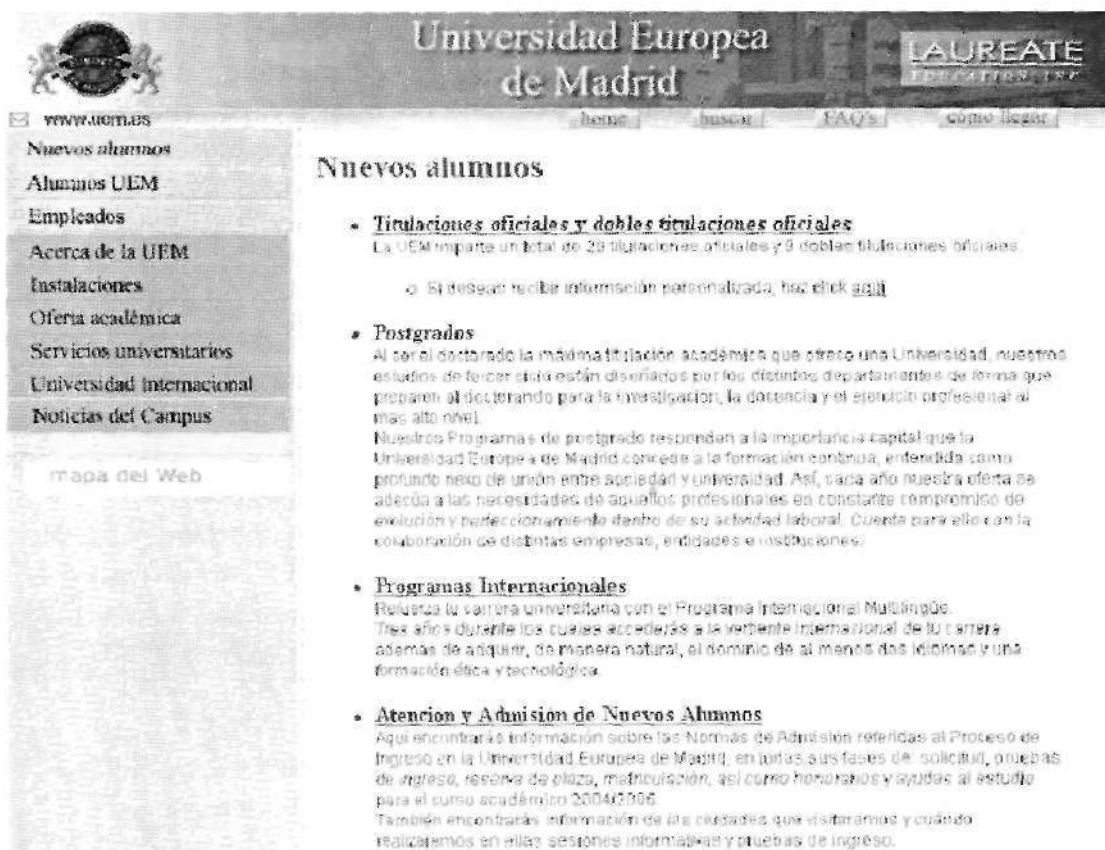 Universidad Europea
de Madrid
LAUREATE
EDUCATION INC
www.uem.es
home buscar FAQ's cómo llegar
Nuevos alumnos
Alumnos UEM
Empleados
Acerca de la UEM
Instalaciones
Oferta académica
Servicios universitarios
Universidad Internacional
Noticias del Campus
mapa del Web
Nuevos alumnos
• Titulaciones oficiales y dobles titulaciones oficiales
La UEM imparte un total de 29 titulaciones oficiales y 9 dobles titulaciones oficiales.
o Si deseas recibir información personalizada, haz click aquí
• Postgrados
Al ser el doctorado la máxima titulación académica que ofrece una Universidad, nuestros
estudios de tercer ciclo están diseñados por los distintos departamentos de forma que
preparen al doctorando para la investigación, la docencia y el ejercicio profesional al
más alto nivel.
Nuestros Programas de postgrado responden a la importancia capital que la
Universidad Europea de Madrid concede a la formación continua, entendida como
profundo nexo de unión entre sociedad y universidad. Así, cada año nuestra oferta se
adecúa a las necesidades de aquellos profesionales en constante compromiso de
evolución y perfeccionamiento dentro de su actividad laboral. Cuenta para ello con la
colaboración de distintas empresas, entidades e instituciones.
• Programas Internacionales
Refuerza tu carrera universitaria con el Programa Internacional Multilingüe.
Tres años durante los cuales accederás a la vertiente internacional de tu carrera
además de adquirir, de manera natural, el dominio de al menos dos idiomas y una
formación ética y tecnológica.
• Atencion y Admision de Nuevos Alumnos
Aquí encontrarás información sobre las Normas de Admisión referidas al Proceso de
Ingreso en la Universidad Europea de Madrid, en todas sus fases de: solicitud, pruebas
de ingreso, reserva de plaza, matriculación, así como honorarios y ayudas al estudio
para el curso académico
También encontrarás información de las ciudades que visitaremos y cuándo
realizaremos en ellas sesiones informativas y pruebas de ingreso.